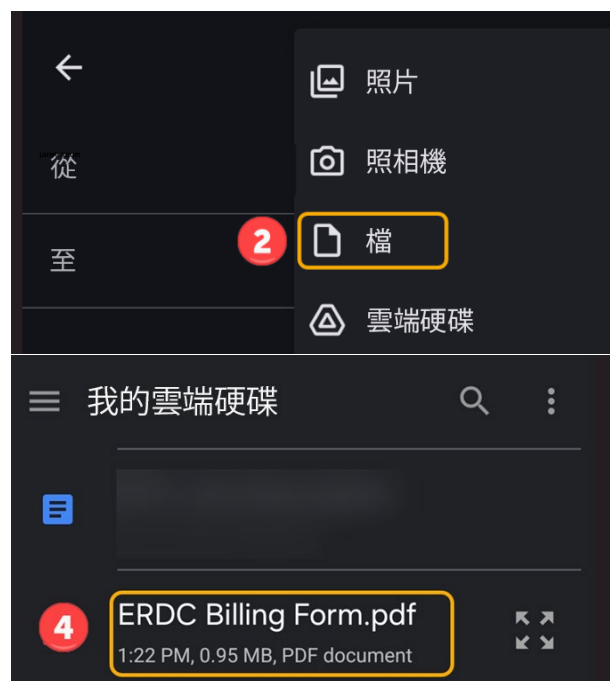 照片
從
照相機
2
檔
至
雲端硬碟
我的雲端硬碟
4
ERDC Billing Form.pdf
1:22 PM, 0.95 MB, PDF document